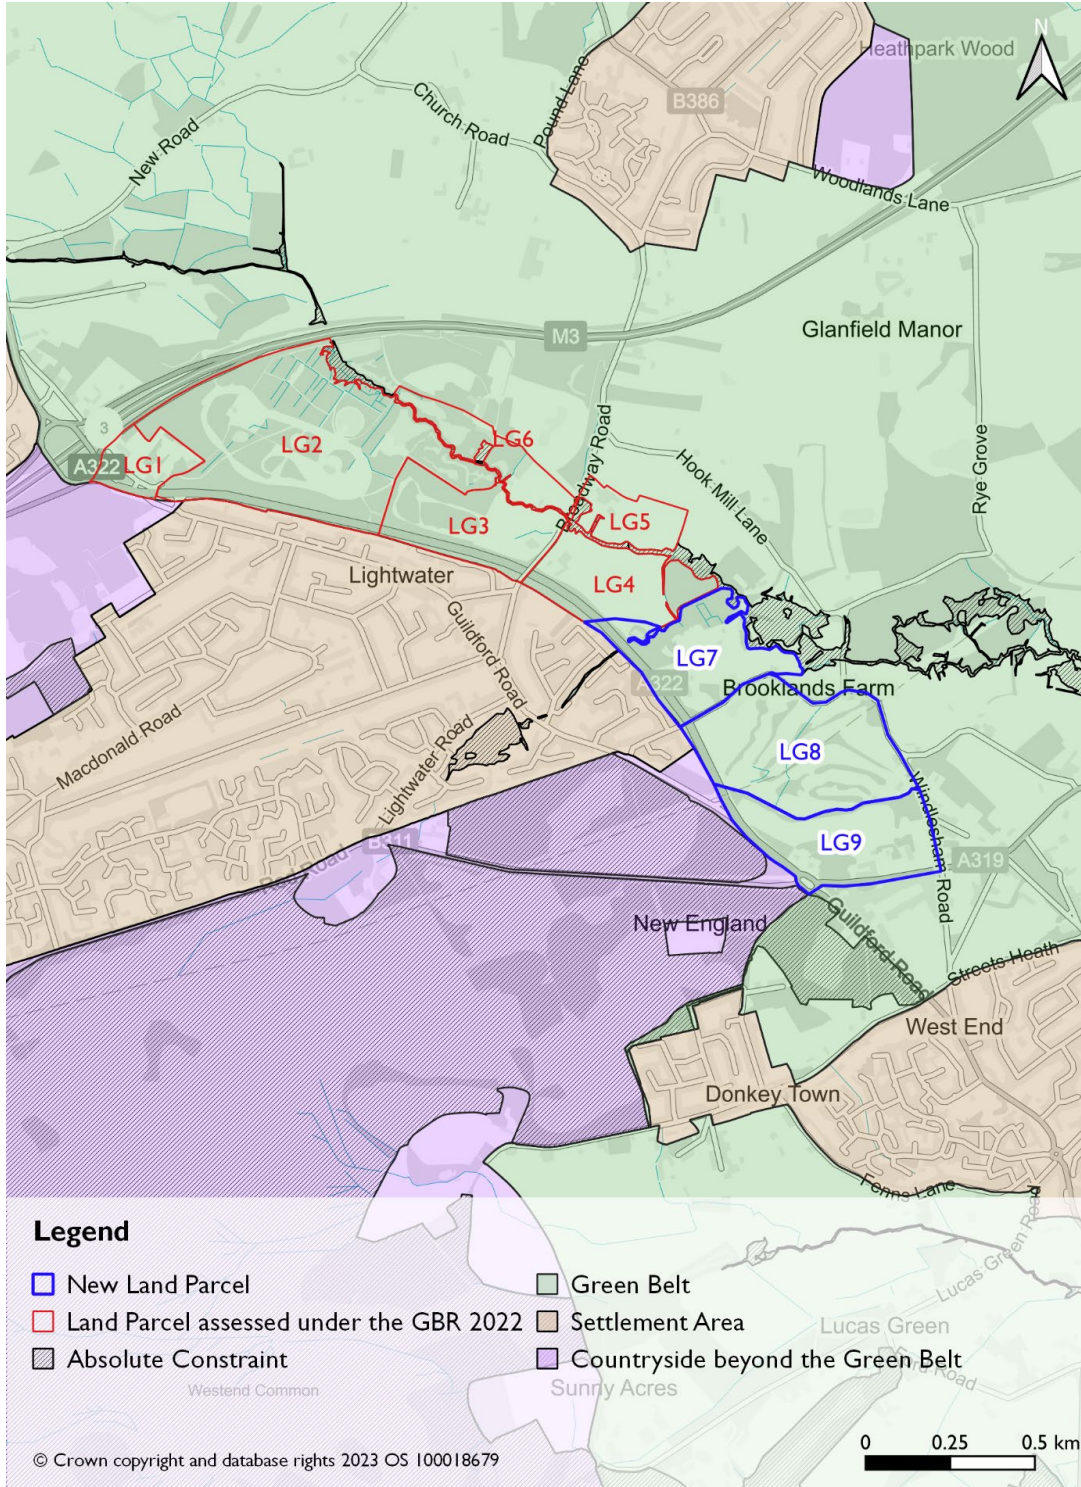 N
Heathpark Wood
B386
Pound Lane
Church Road
New Road
Woodlands Lane
M3
Glanfield Manor
3
A322
LG1
LG2
LG6
Broadway Road
Hook Mill Lane
Rye Grove
LG3
LG5
Lightwater
LG4
Guildford Road
LG7
A322
Brooklands Farm
Macdonald Road
Lightwater Road
LG8
Windlesham Road
B311
Red Road
LG9
A319
New England
Guildford Road
Streets Heath
West End
Donkey Town
Fenns Lane
Legend
New Land Parcel
Green Belt
Land Parcel assessed under the GBR 2022
Settlement Area
Absolute Constraint
Countryside beyond the Green Belt
Lucas Green Road
Lucas Green
Ford Road
Westend Common
Sunny Acres
© Crown copyright and database rights 2023 OS 100018679
0 0.25 0.5 km